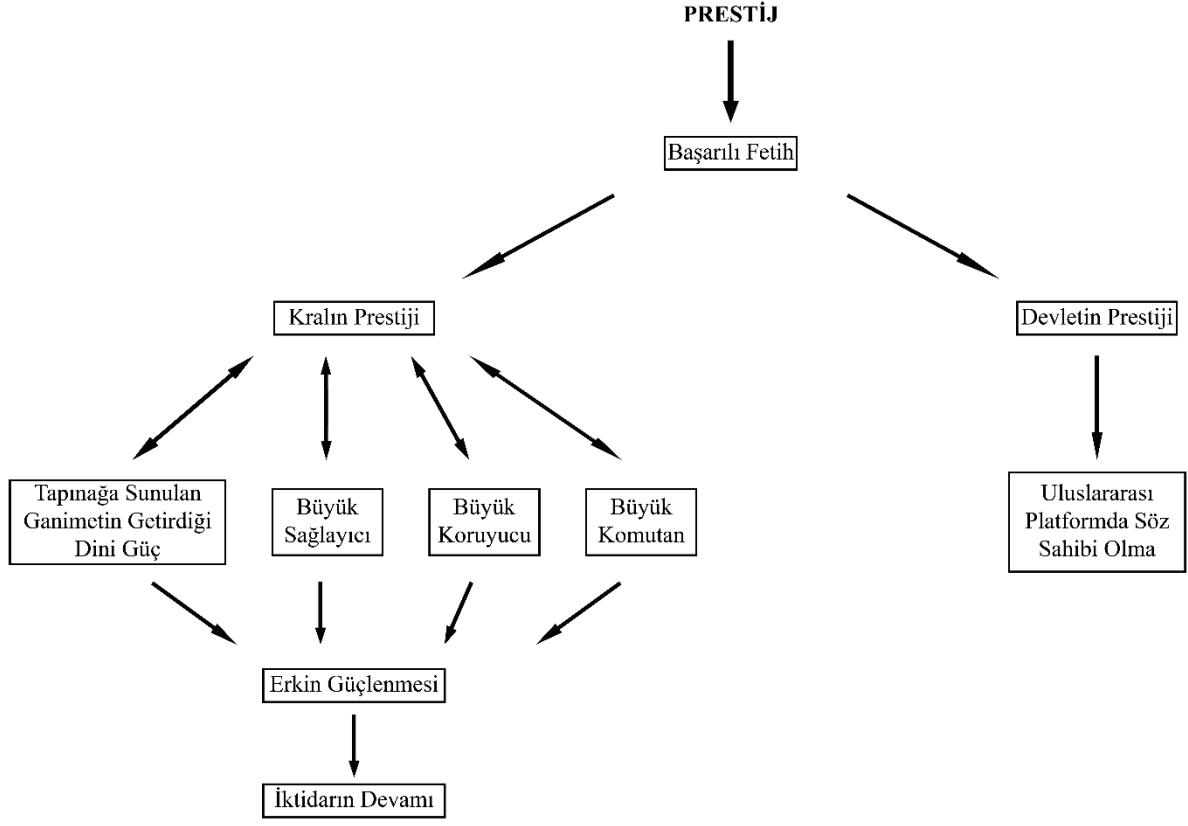 PRESTİJ
Başarılı Fetih
Kralın Prestiji
Devletin Prestiji
Tapınağa Sunulan
Ganimetin Getirdiği
Dini Güç
Büyük
Sağlayıcı
Büyük
Koruyucu
Büyük
Komutan
Uluslararası
Platformda Söz
Sahibi Olma
Erkin Güçlenmesi
İktidarın Devamı